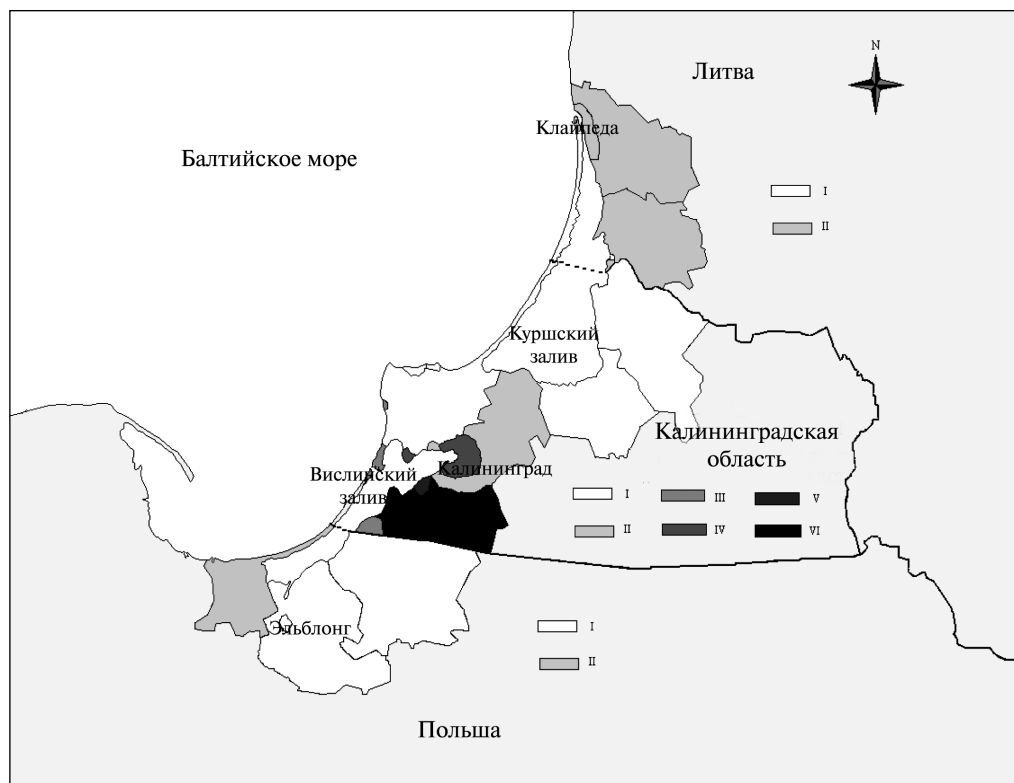 N
Литва
Клайпеда
Балтийское море
I
II
Куршский
залив
Калининградская
область
Калининград
Вислинский
залив
I
III
V
II
IV
VI
Эльблонг
I
II
Польша